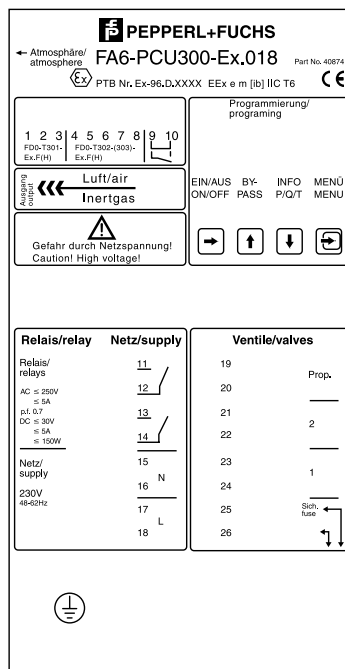 PEPPERL+FUCHS
← Atmosphäre/
atmosphere
FA6-PCU300-Ex.018
Part No. 40874
Ex PTB Nr. Ex-96.D.XXXX EEx e m [ib] IIC T6 CE
1 2 3 4 5 6 7 8 9 10
FD0-T301-
Ex.F(H)
FD0-T302-(303)-
Ex.F(H)
Programmierung/
programing
Ausgang
output
Luft/air
Inertgas
EIN/AUS BY- INFO MENÜ
ON/OFF PASS P/Q/T MENU
Gefahr durch Netzspannung!
Caution! High voltage!
Relais/relay Netz/supply
Relais/
relays
AC ≤ 250V
≤ 5A
p.f. 0.7
DC ≤ 30V
≤ 5A
≤ 150W
11
12
13
14
Netz/
supply
230V
48-62Hz
15
16
N
17
18
L
Ventile/valves
19
20
Prop.
21
22
2
23
24
1
25
26
Sich.
fuse